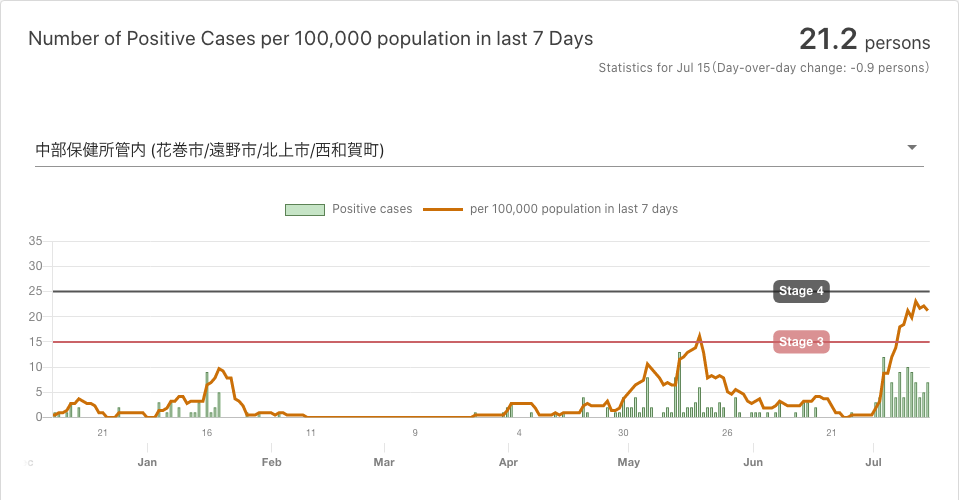 Number of Positive Cases per 100,000 population in last 7 Days
21.2 persons
Statistics for Jul 15(Day-over-day change: -0.9 persons)
中部保健所管内 (花巻市/遠野市/北上市/西和賀町)
Positive cases
per 100,000 population in last 7 days
35
30
25
20
15
10
5
0
Stage 4
Stage 3
21 16 11 9 4 30 26 21
c Jan Feb Mar Apr May Jun Jul